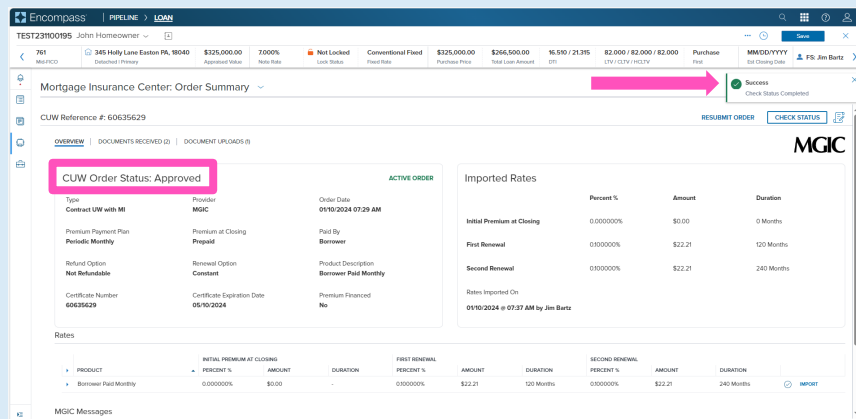 Encompass
PIPELINE > LOAN
TEST231100195 John Homeowner
Save
761
Mid-FICO
345 Holly Lane Easton PA, 18040
Detached | Primary
$325,000.00
Appraised Value
7.000%
Note Rate
Not Locked
Lock Status
Conventional Fixed
Fixed Rate
$325,000.00
Purchase Price
$266,500.00
Total Loan Amount
16.510 / 21.315
DTI
82.000 / 82.000 / 82.000
LTV / CLTV / HCLTV
Purchase
First
MM/DD/YYYY
Est Closing Date
FS: Jim Bartz
Mortgage Insurance Center: Order Summary
Success
Check Status Completed
CUW Reference #: 60635629
RESUBMIT ORDER
CHECK STATUS
OVERVIEW | DOCUMENTS RECEIVED (2) | DOCUMENT UPLOADS (1)
MGIC
CUW Order Status: Approved
ACTIVE ORDER
Type
Contract UW with MI
Provider
MGIC
Order Date
01/10/2024 07:29 AM
Premium Payment Plan
Periodic Monthly
Premium at Closing
Prepaid
Paid By
Borrower
Refund Option
Not Refundable
Renewal Option
Constant
Product Description
Borrower Paid Monthly
Certificate Number
60635629
Certificate Expiration Date
05/10/2024
Premium Financed
No
Imported Rates
Percent % Amount Duration
Initial Premium at Closing 0.000000% $0.00 0 Months
First Renewal 0.100000% $22.21 120 Months
Second Renewal 0.100000% $22.21 240 Months
Rates Imported On
01/10/2024 @ 07:37 AM by Jim Bartz
Rates
INITIAL PREMIUM AT CLOSING FIRST RENEWAL SECOND RENEWAL
PRODUCT PERCENT % AMOUNT DURATION PERCENT % AMOUNT DURATION PERCENT % AMOUNT DURATION
Borrower Paid Monthly 0.000000% $0.00 - 0.100000% $22.21 120 Months 0.100000% $22.21 240 Months IMPORT
MGIC Messages